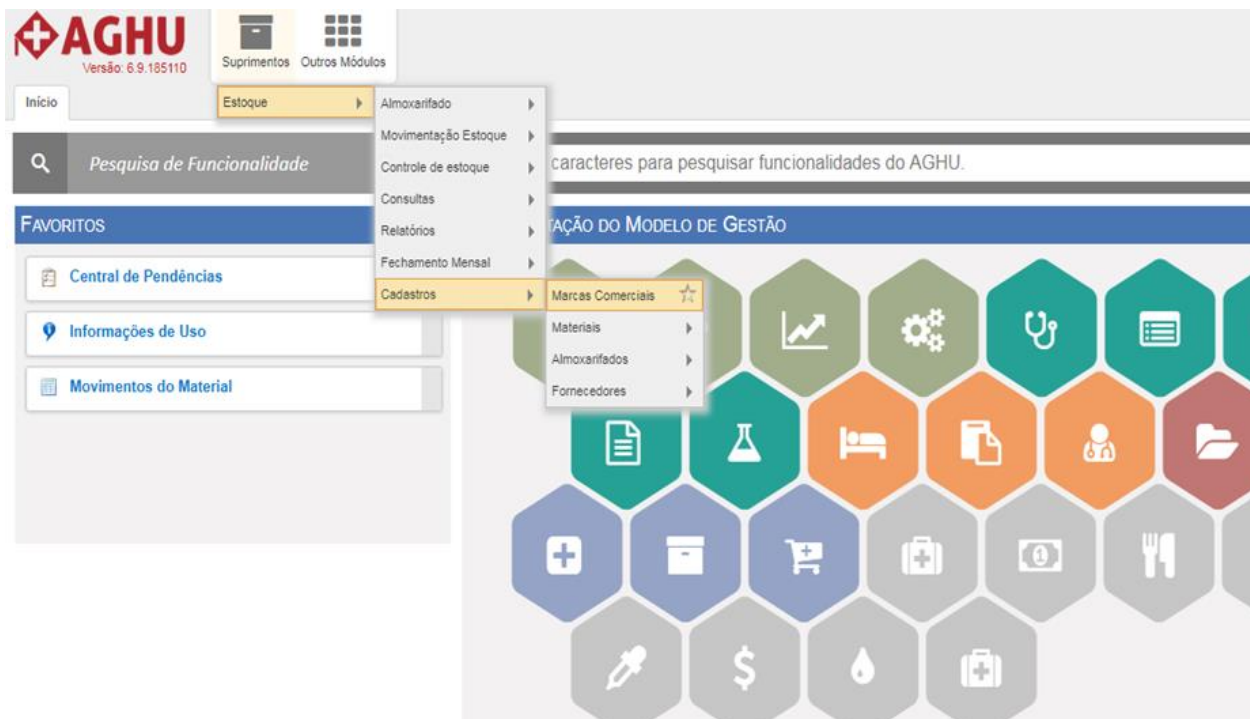 AGHU
Versão: 6.9.185110
Suprimentos
Outros Módulos
Início
Estoque
Almoxarifado
Movimentação Estoque
Controle de estoque
Consultas
Relatórios
Fechamento Mensal
Cadastros
Marcas Comerciais
Materiais
Almoxarifados
Fornecedores
Pesquisa de Funcionalidade
caracteres para pesquisar funcionalidades do AGHU.
FAVORITOS
Central de Pendências
Informações de Uso
Movimentos do Material
TAÇÃO DO MODELO DE GESTÃO